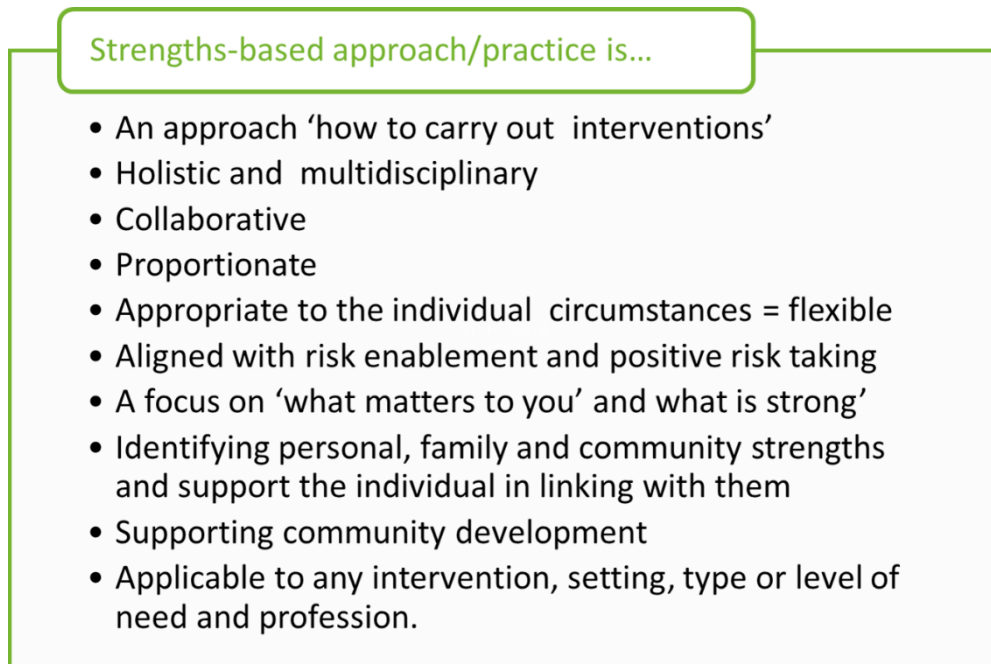 Strengths-based approach/practice is...
• An approach ‘how to carry out  interventions’
• Holistic and  multidisciplinary
• Collaborative
• Proportionate
• Appropriate to the individual  circumstances = flexible
• Aligned with risk enablement and positive risk taking
• A focus on ‘what matters to you’ and what is strong’
• Identifying personal, family and community strengths
and support the individual in linking with them
• Supporting community development
• Applicable to any intervention, setting, type or level of
need and profession.